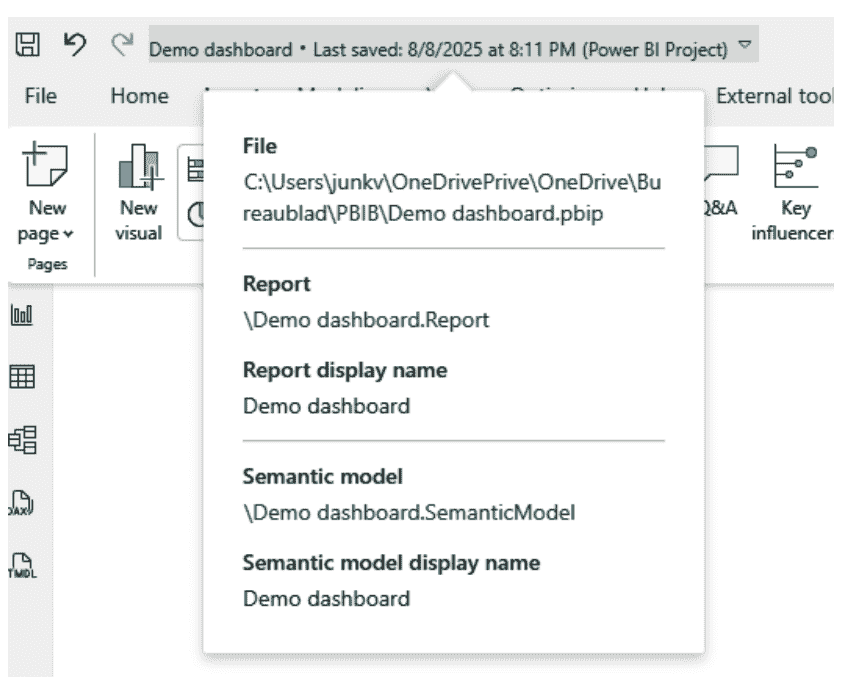 Demo dashboard • Last saved: 8/8/2025 at 8:11 PM (Power BI Project)
File Home External tool
New page
New visual
Q&A
Key influencer
Pages
File
C:\Users\junkv\OneDrivePrive\OneDrive\Bu
reaublad\PBIB\Demo dashboard.pbip
Report
\Demo dashboard.Report
Report display name
Demo dashboard
Semantic model
\Demo dashboard.SemanticModel
Semantic model display name
Demo dashboard
DAX
TMDL